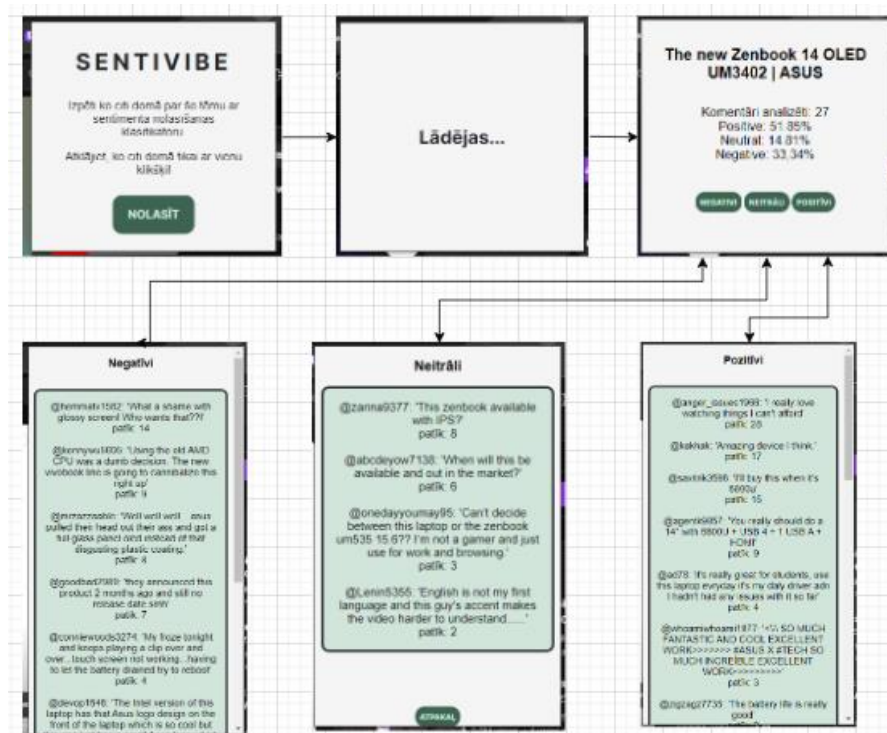 SENTIVIBE
Izpēti ko citi domā par šo tēmu ar
sentimenta nolasīšanas
klasifikatoru
Atklājiet, ko citi domā tikai ar vienu
klikšķi!
NOLASĪT
Lādējas...
The new Zenbook 14 OLED
UM3402 | ASUS
Komentāri analizēti: 27
Positive: 51.85%
Neutral: 14.81%
Negative: 33.34%
NEGATĪVI
NEITRĀLI
POZITĪVI
Negatīvi
'What a shame with
glossy screen! Who wants that???'
patīk: 14
'Using the old AMD
CPU was a dumb decision. The new
vivobook line is going to cannibalize this
right up'
patīk: 9
'Well well well... asus
pulled their head out their ass and got a
full glass panel and instead of that
disgusting plastic coating.'
patīk: 8
'they announced this
product 2 months ago and still no
release date smh'
patīk: 7
@conniewoods3274: 'My froze tonight
and keeps playing a clip over and
over...touch screen not working...having
to let the battery drained try to reboot'
patīk: 4
@devop1646: 'The Intel version of this
laptop has that Asus logo design on the
front of the laptop which is so cool but
Neitrāli
@zanna9377: 'This zenbook available
with IPS?'
patīk: 8
@abcdeyow7138: 'When will this be
available and out in the market?'
patīk: 6
@onedayyoumay95: 'Can't decide
between this laptop or the zenbook
um535 15.6?? I'm not a gamer and just
use for work and browsing.'
patīk: 3
@Lenin5355: 'English is not my first
language and this guy's accent makes
the video harder to understand......'
patīk: 2
ATPAKAĻ
Pozitīvi
@anger_issues1966: 'I really love
watching things I can't afford'
patīk: 28
@kakhak: 'Amazing device I think.'
patīk: 17
'I'll buy this when it's
6800u'
patīk: 15
'You really should do a
14" with 6800U + USB 4 + 1 USB A +
HDMI'
patīk: 9
@ad78: 'It's really great for students, use
this laptop everyday it's my daily driver adn
I hadn't had any issues with it so far'
patīk: 4
SO MUCH
FANTASTIC AND COOL EXCELLENT
WORK>>>>>>> #ASUS X #TECH SO
MUCH INCREĪBLE EXCELLENT
WORK>>>>>>>>>'
patīk: 3
'The battery life is really
good'